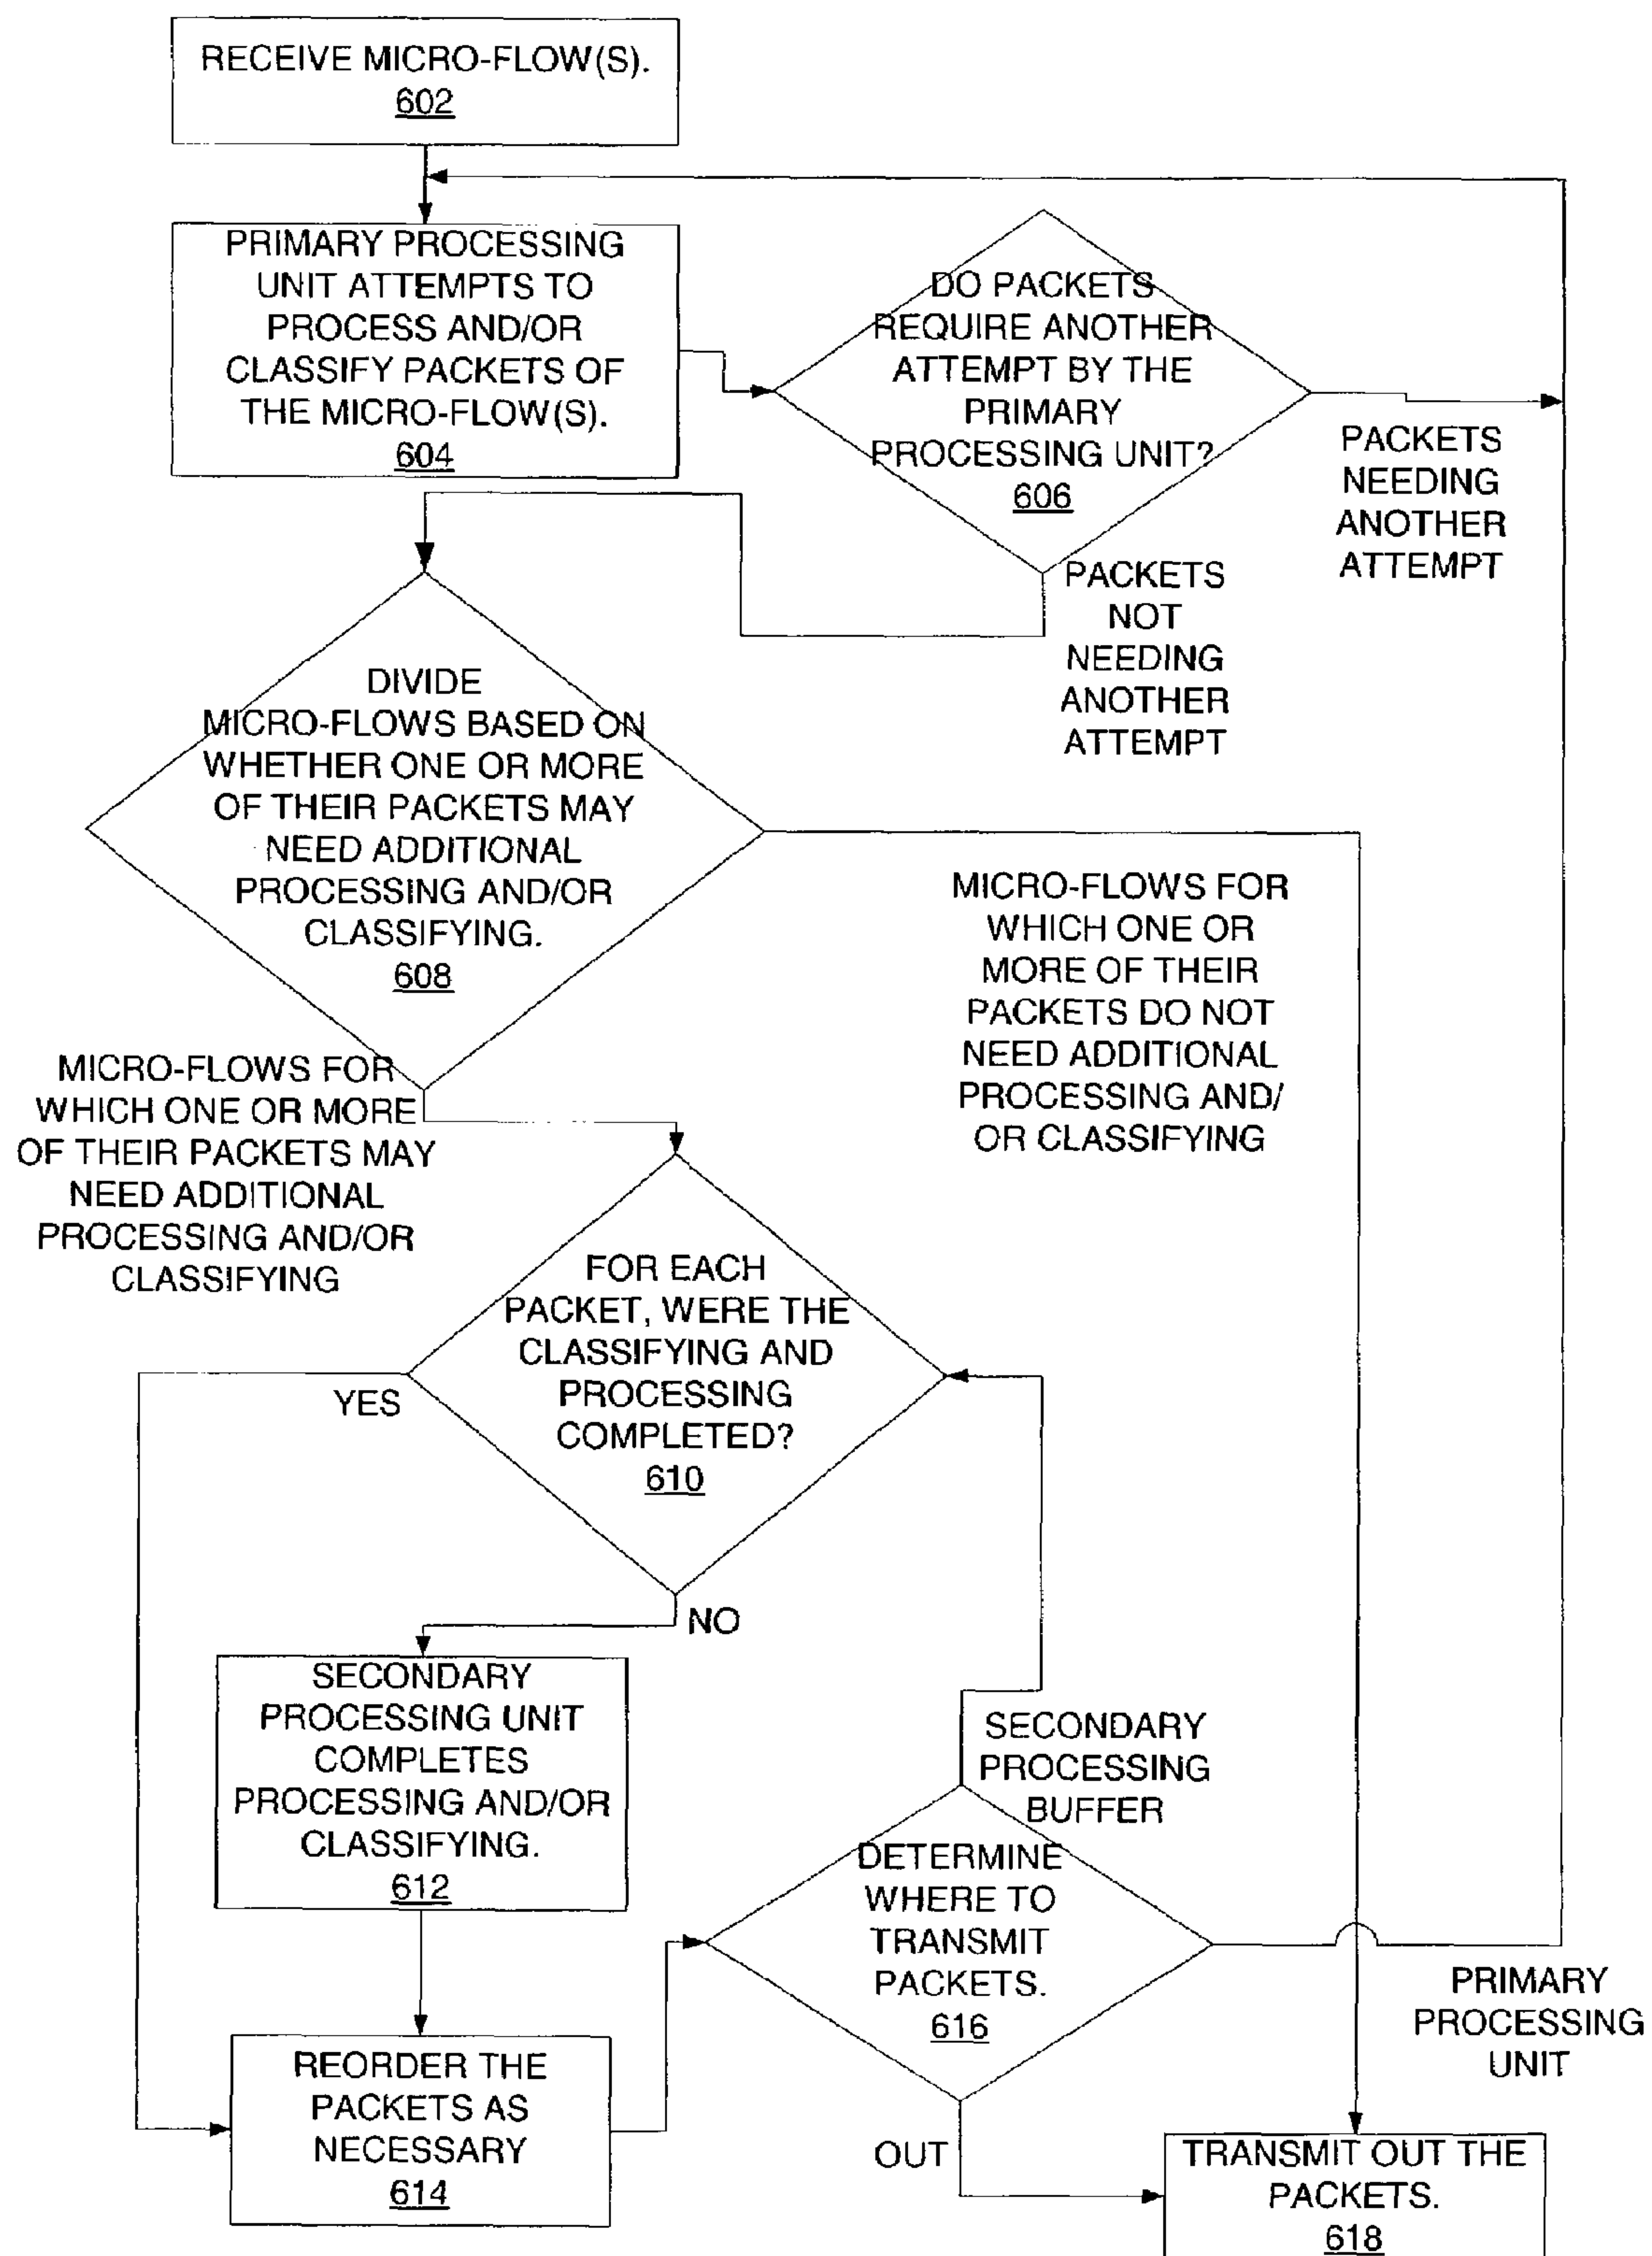 RECEIVE MICRO-FLOW(S).
602
PRIMARY PROCESSING
UNIT ATTEMPTS TO
PROCESS AND/OR
CLASSIFY PACKETS OF
THE MICRO-FLOW(S).
604
DO PACKETS
REQUIRE ANOTHER
ATTEMPT BY THE
PRIMARY
PROCESSING UNIT?
606
PACKETS
NEEDING
ANOTHER
ATTEMPT
PACKETS
NOT
NEEDING
ANOTHER
ATTEMPT
DIVIDE
MICRO-FLOWS BASED ON
WHETHER ONE OR MORE
OF THEIR PACKETS MAY
NEED ADDITIONAL
PROCESSING AND/OR
CLASSIFYING.
608
MICRO-FLOWS FOR
WHICH ONE OR
MORE OF THEIR
PACKETS DO NOT
NEED ADDITIONAL
PROCESSING AND/
OR CLASSIFYING
MICRO-FLOWS FOR
WHICH ONE OR MORE
OF THEIR PACKETS MAY
NEED ADDITIONAL
PROCESSING AND/OR
CLASSIFYING
FOR EACH
PACKET, WERE THE
CLASSIFYING AND
PROCESSING
COMPLETED?
610
YES
NO
SECONDARY
PROCESSING UNIT
COMPLETES
PROCESSING AND/OR
CLASSIFYING.
612
SECONDARY
PROCESSING
BUFFER
DETERMINE
WHERE TO
TRANSMIT
PACKETS.
616
PRIMARY
PROCESSING
UNIT
REORDER THE
PACKETS AS
NECESSARY
614
OUT
TRANSMIT OUT THE
PACKETS.
618